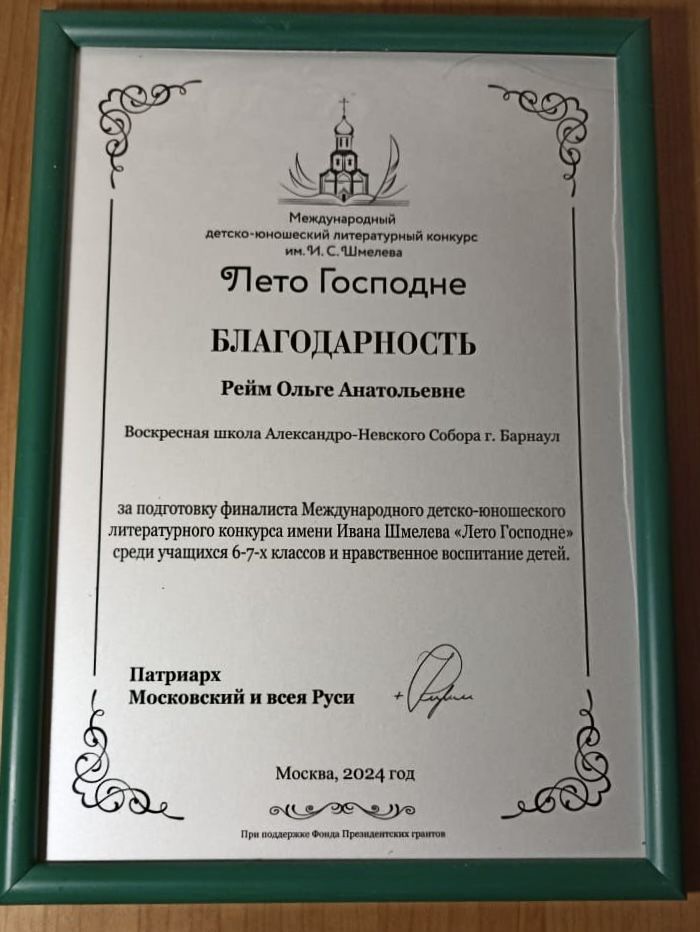 Международный
детско-юношеский литературный конкурс
им. И. С. Шмелева
Лето Господне
БЛАГОДАРНОСТЬ
Рейм Ольге Анатольевне
Воскресная школа Александро-Невского Собора г. Барнаул
за подготовку финалиста Международного детско-юношеского
литературного конкурса имени Ивана Шмелева «Лето Господне»
среди учащихся 6-7-х классов и нравственное воспитание детей.
Патриарх
Московский и всея Руси
Москва, 2024 год
При поддержке Фонда Президентских грантов